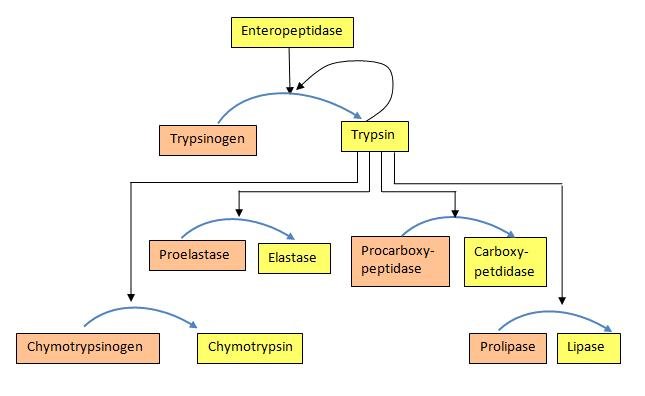 Enteropeptidase
Trypsinogen
Trypsin
Proelastase
Elastase
Procarboxy-
peptidase
Carboxy-
petdidase
Chymotrypsinogen
Chymotrypsin
Prolipase
Lipase